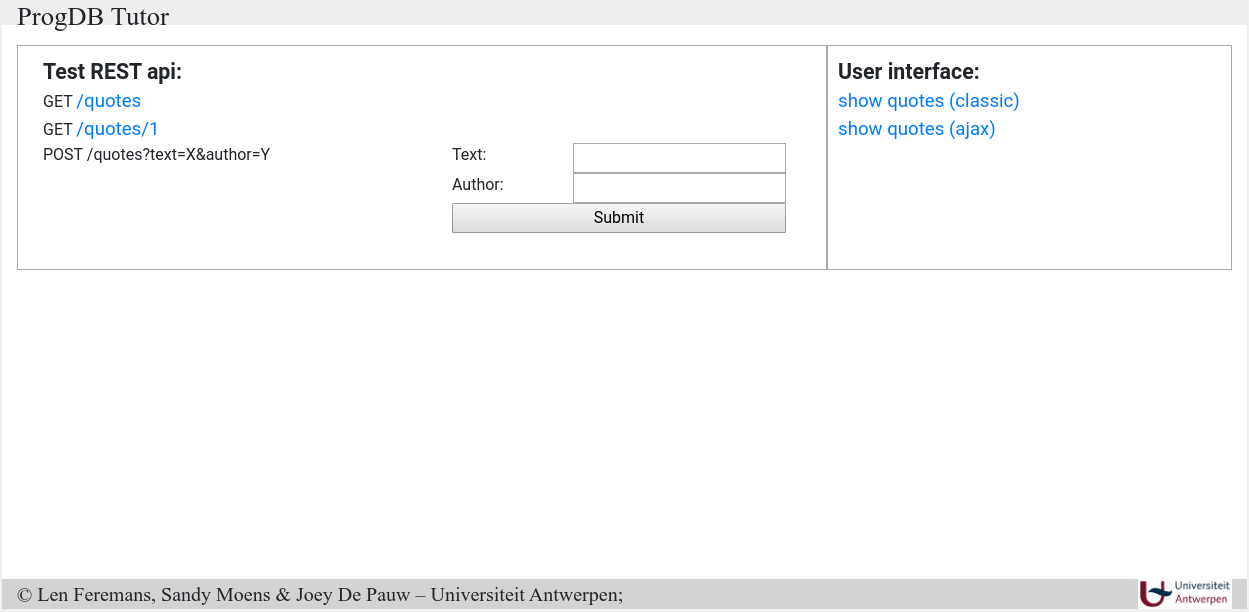 ProgDB Tutor
Test REST api:
GET /quotes
GET /quotes/1
POST /quotes?text=X&author=Y
Text:
Author:
Submit
User interface:
show quotes (classic)
show quotes (ajax)
© Len Feremans, Sandy Moens & Joey De Pauw – Universiteit Antwerpen;
Universiteit
Antwerpen